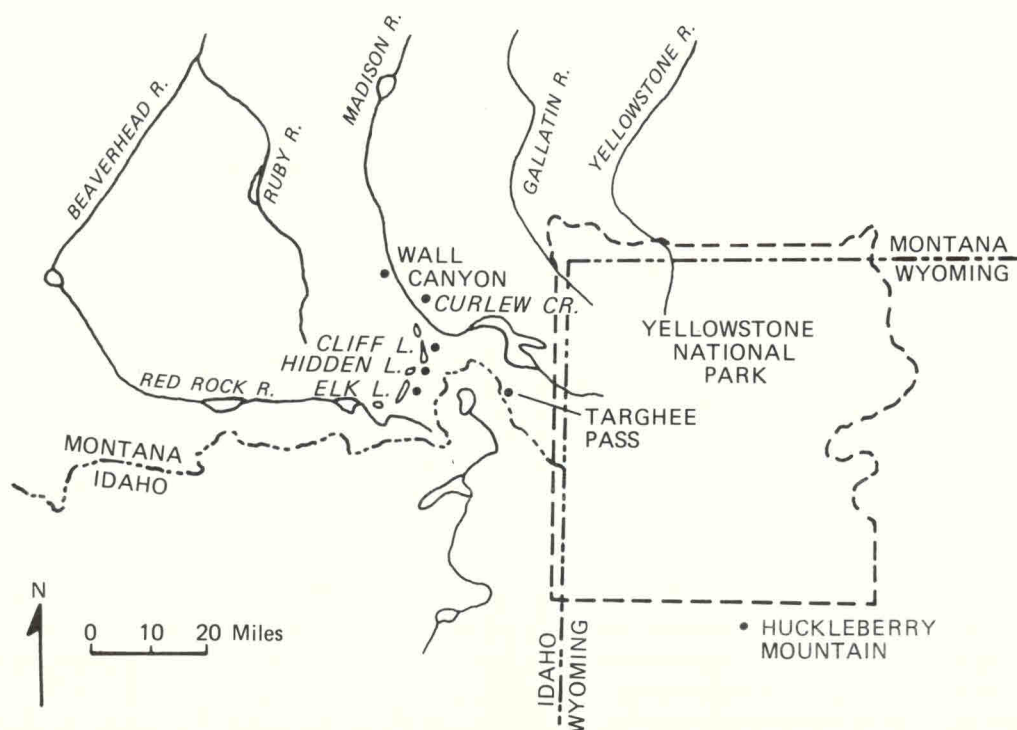 BEAVERHEAD R.
RUBY R.
MADISON R.
GALLATIN R.
YELLOWSTONE R.
MONTANA
WYOMING
WALL
CANYON
CURLEW CR.
YELLOWSTONE
NATIONAL
PARK
CLIFF L.
HIDDEN L.
ELK L.
RED ROCK R.
TARGHEE
PASS
MONTANA
IDAHO
N
0 10 20 Miles
HUCKLEBERRY
MOUNTAIN
IDAHO
WYOMING